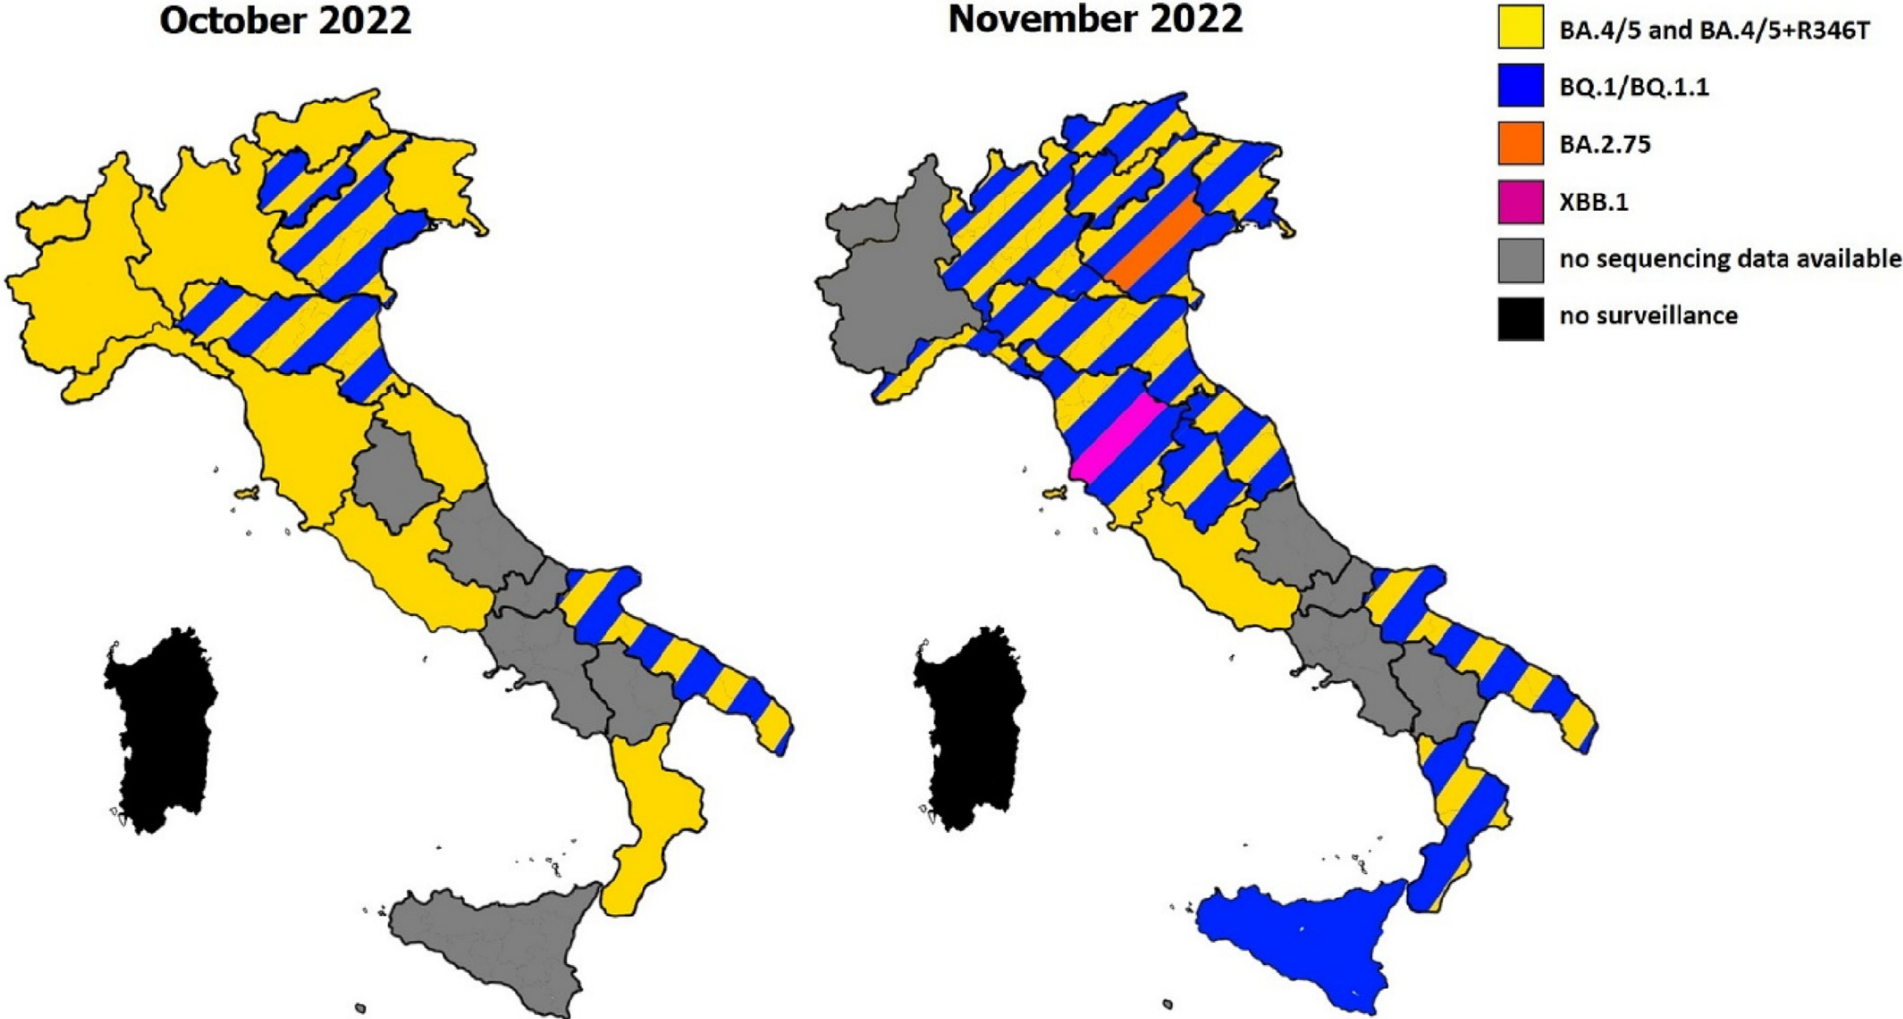 October 2022
November 2022
BA.4/5 and BA.4/5+R346T
BQ.1/BQ.1.1
BA.2.75
XBB.1
no sequencing data available
no surveillance